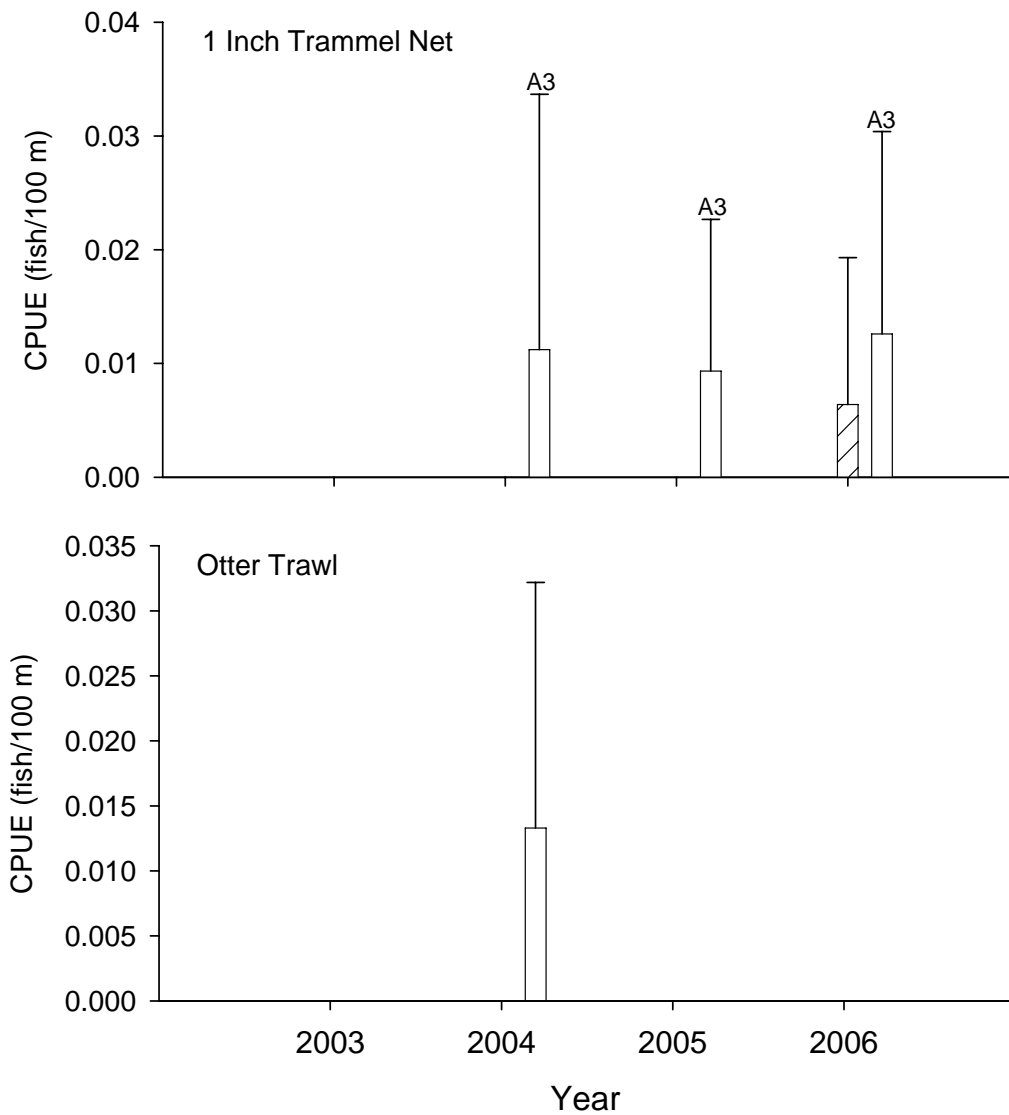 1 Inch Trammel Net
CPUE (fish/100 m)
0.04
0.03
0.02
0.01
0.00
A3
A3
A3
Otter Trawl
CPUE (fish/100 m)
0.035
0.030
0.025
0.020
0.015
0.010
0.005
0.000
2003 2004 2005 2006
Year